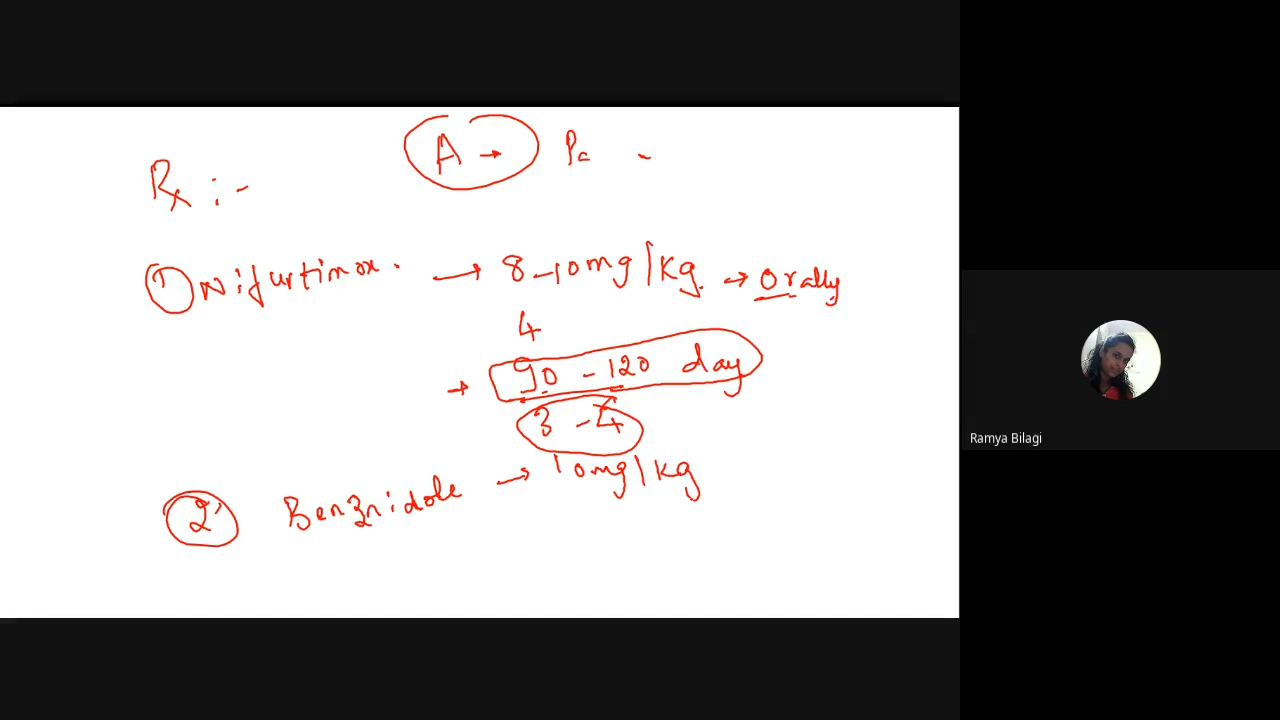 A → Pa -
Rx :-
① Nifurtimox. → 8-10mg/kg. → Orally
4
→ 90 - 120 day
3 - 4
② Benznidole → 10mg/kg
Ramya Bilagi